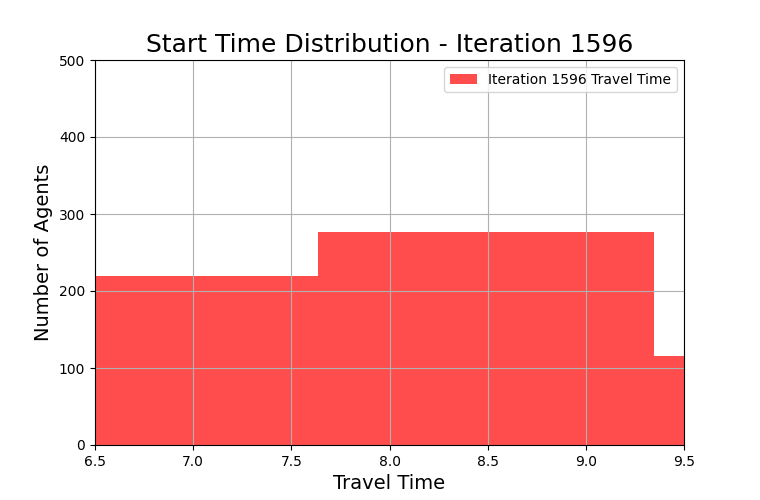 Start Time Distribution - Iteration 1596
Iteration 1596 Travel Time
Number of Agents
500
400
300
200
100
0
6.5 7.0 7.5 8.0 8.5 9.0 9.5
Travel Time